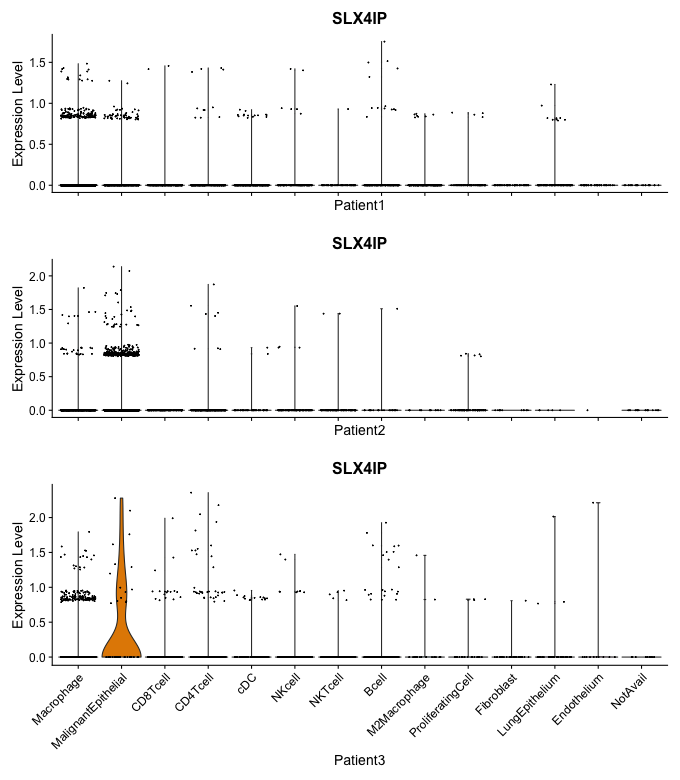 SLX4IP
Expression Level
1.5
1.0
0.5
0.0
Patient1
SLX4IP
Expression Level
2.0
1.5
1.0
0.5
0.0
Patient2
SLX4IP
Expression Level
2.0
1.5
1.0
0.5
0.0
Macrophage
MalignantEpithelial
CD8Tcell
CD4Tcell
cDC
NKcell
NKTcell
Bcell
M2Macrophage
ProliferatingCell
Fibroblast
LungEpithelium
Endothelium
NotAvail
Patient3